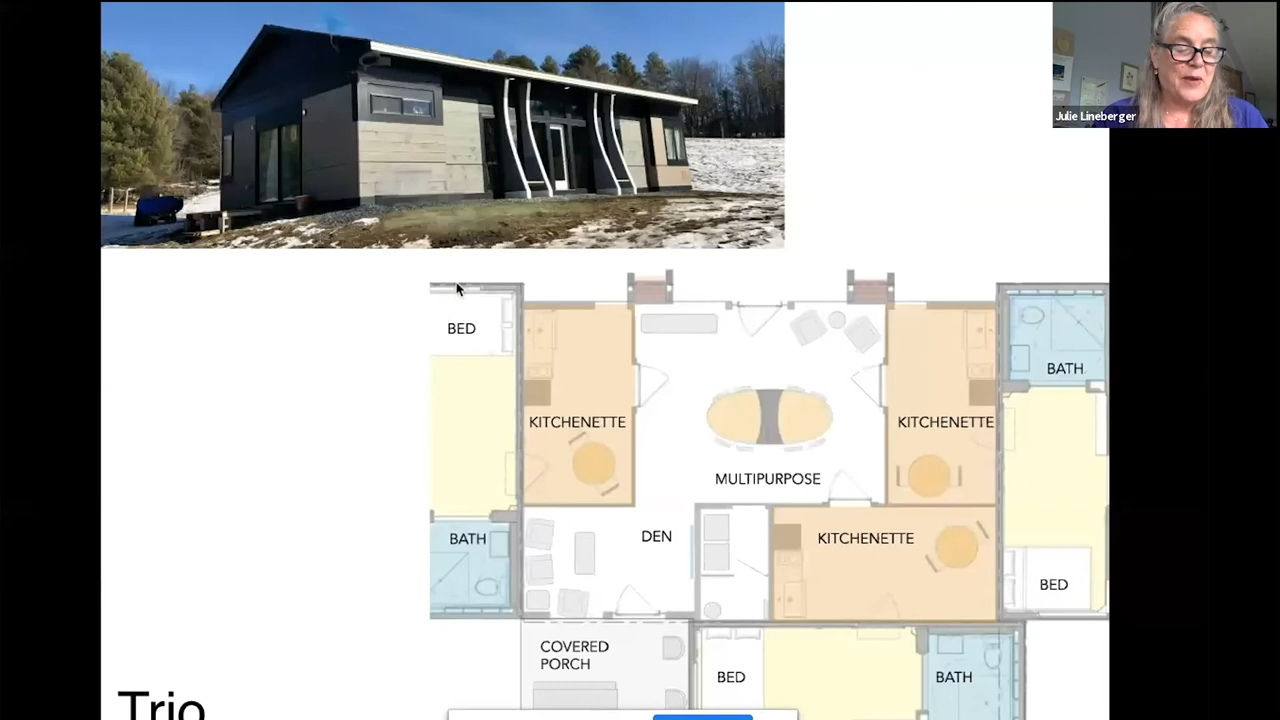 Julie Lineberger
BED
BATH
KITCHENETTE
KITCHENETTE
MULTIPURPOSE
BATH
DEN
KITCHENETTE
BED
COVERED
PORCH
BED
BATH
Trio